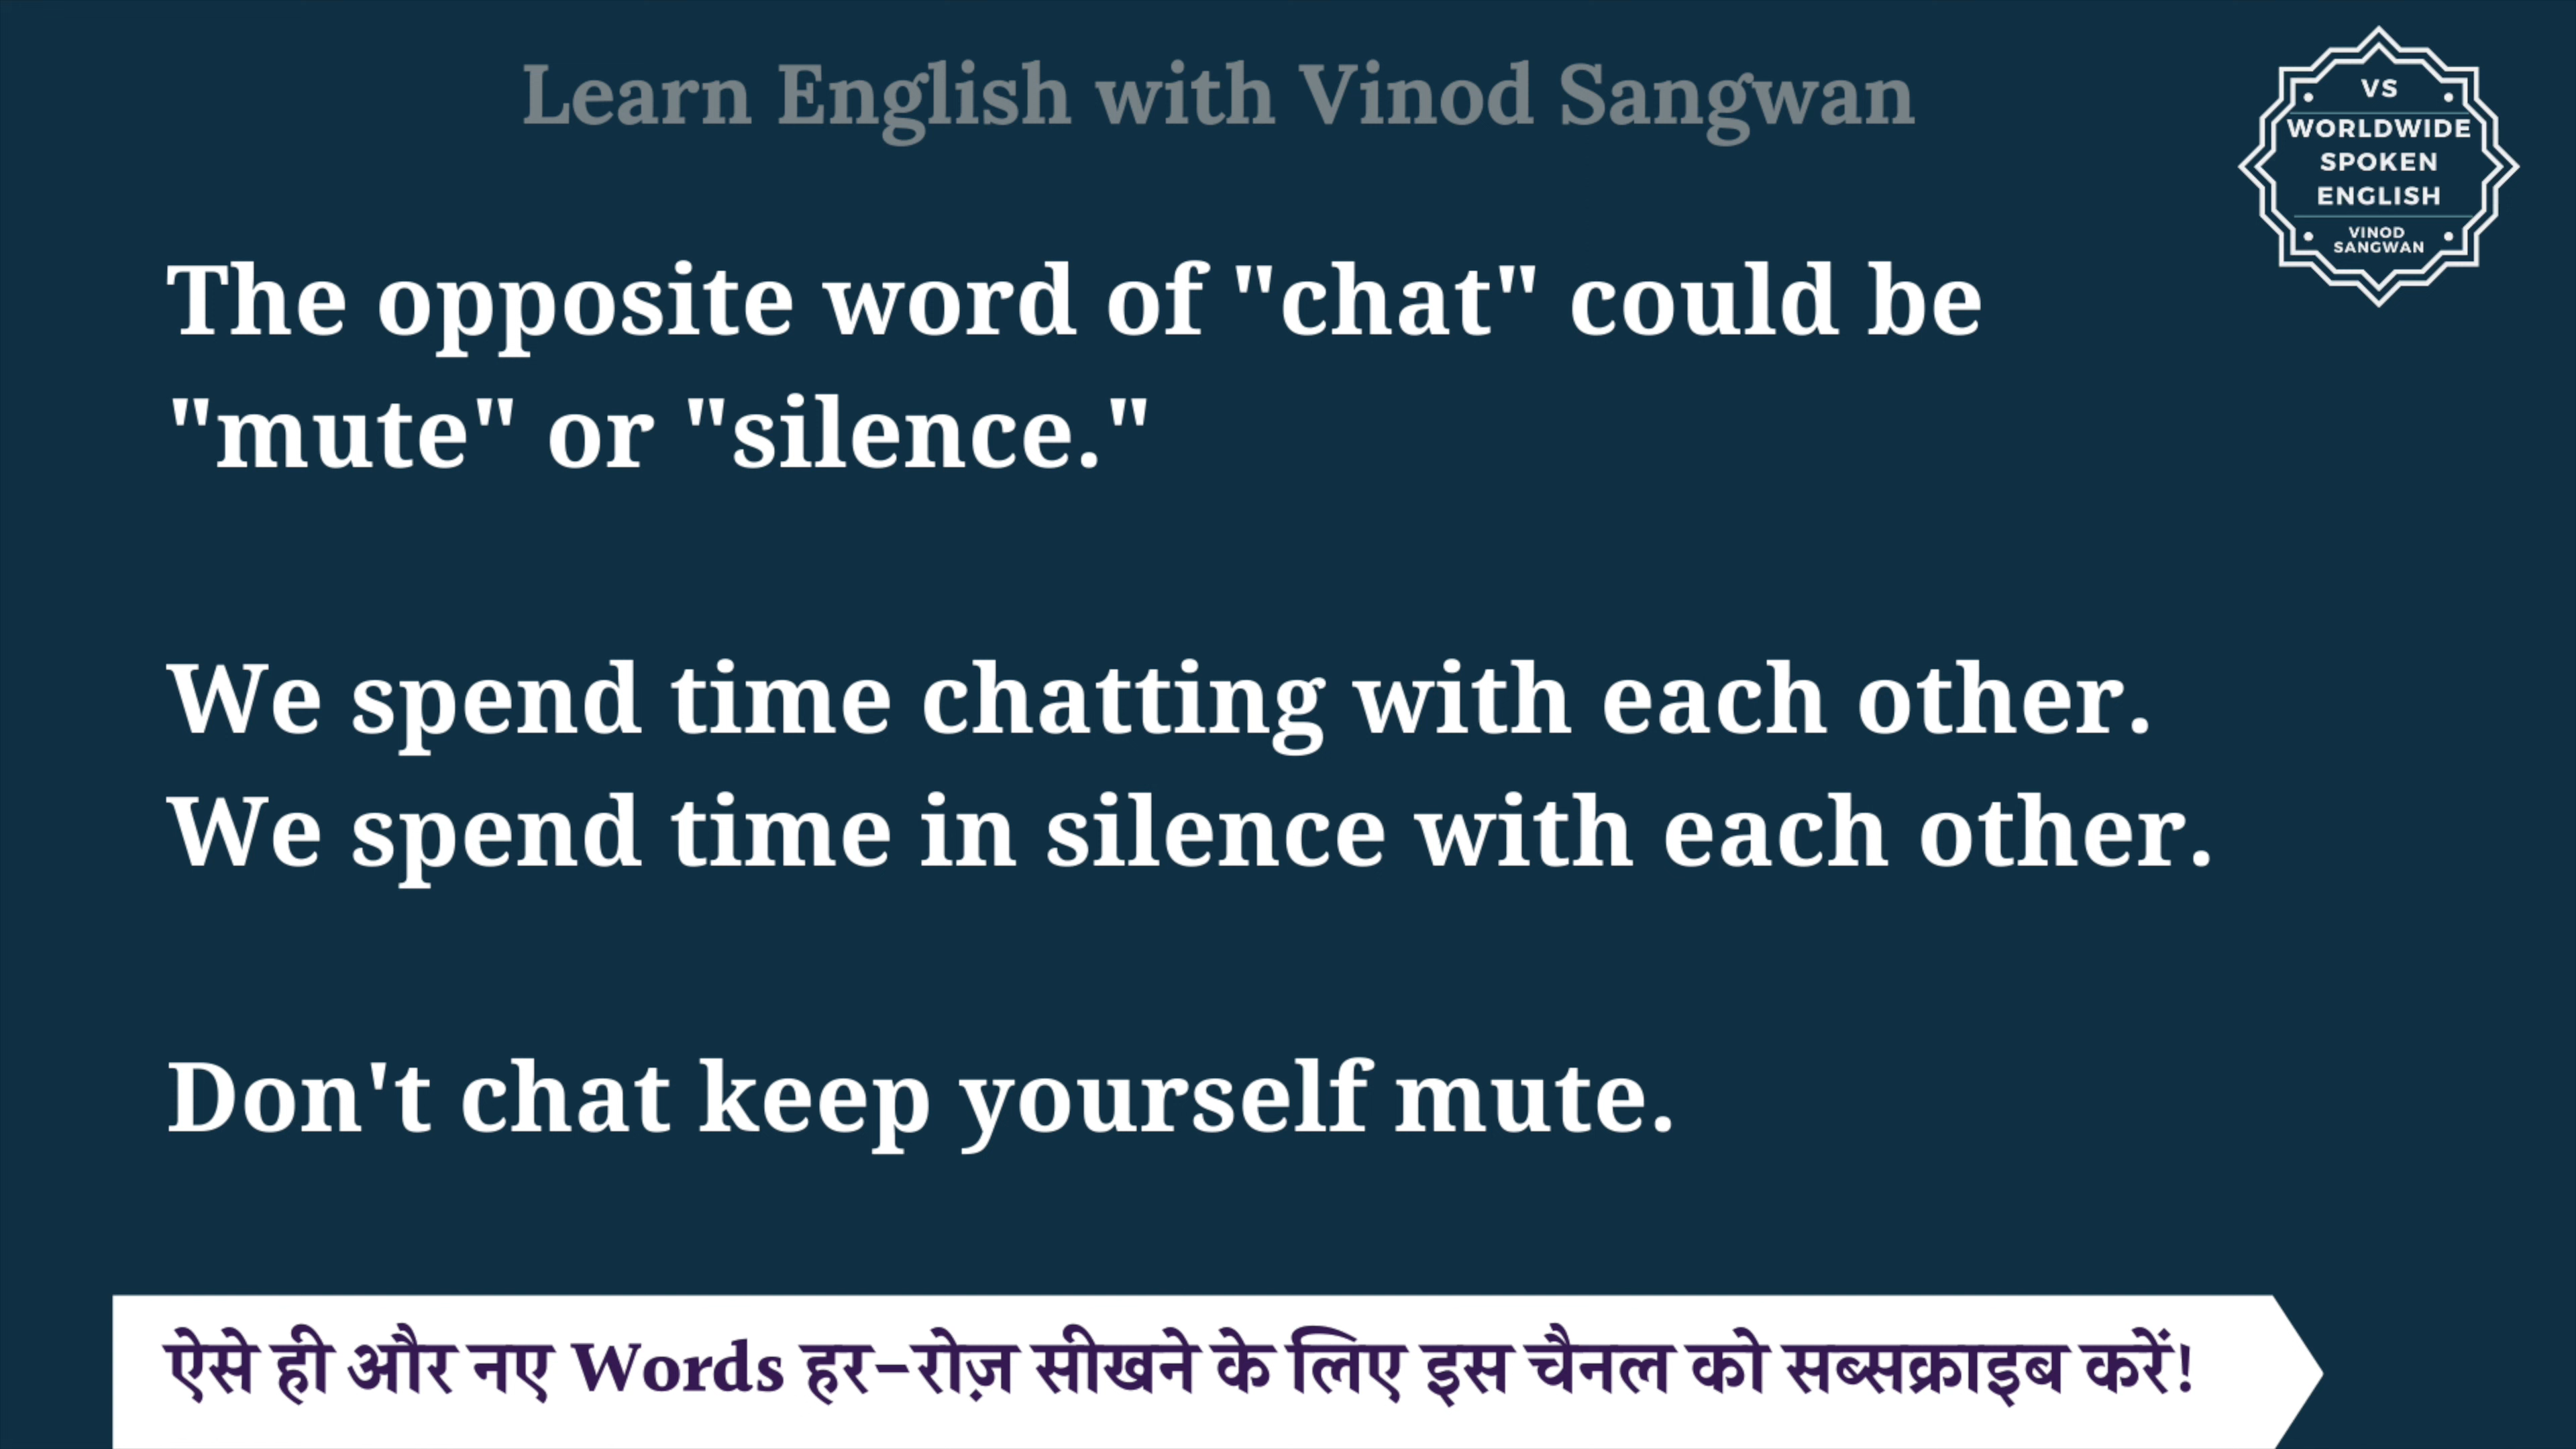 Learn English with Vinod Sangwan
VS
WORLDWIDE
SPOKEN
ENGLISH
VINOD
SANGWAN
The opposite word of "chat" could be
"mute" or "silence."
We spend time chatting with each other.
We spend time in silence with each other.
Don't chat keep yourself mute.
ऐसे ही और नए Words हर-रोज़ सीखने के लिए इस चैनल को सब्सक्राइब करें!